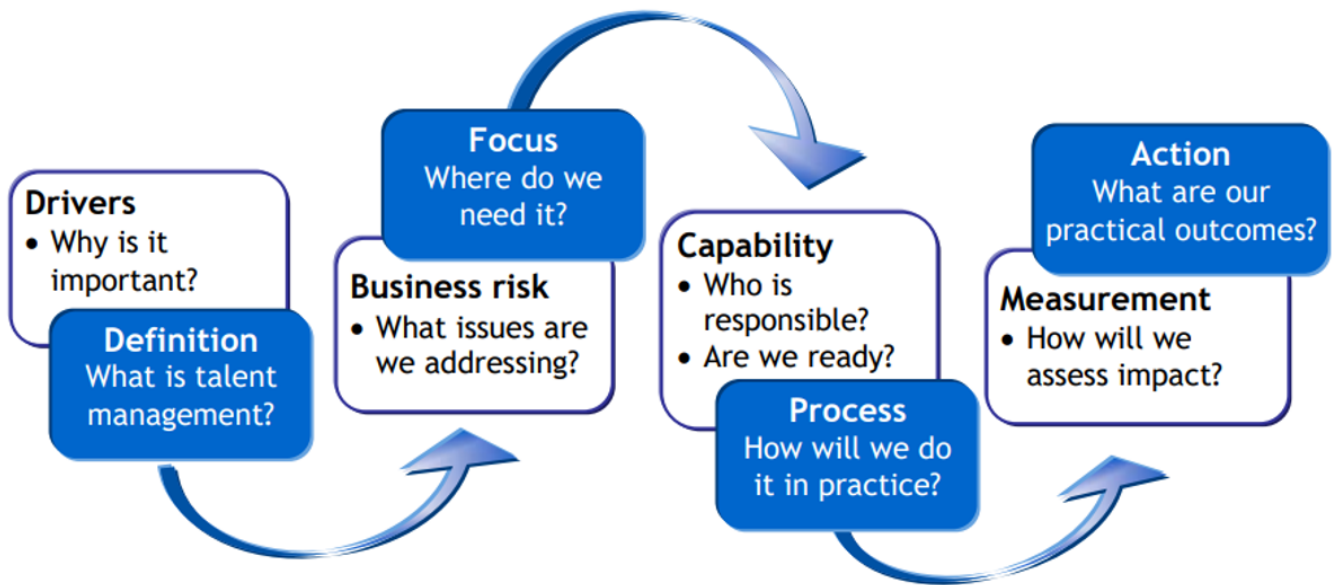 Drivers
• Why is it
important?
Definition
What is talent
management?
Focus
Where do we
need it?
Business risk
• What issues are
we addressing?
Capability
• Who is
responsible?
• Are we ready?
Process
How will we do
it in practice?
Action
What are our
practical outcomes?
Measurement
• How will we
assess impact?